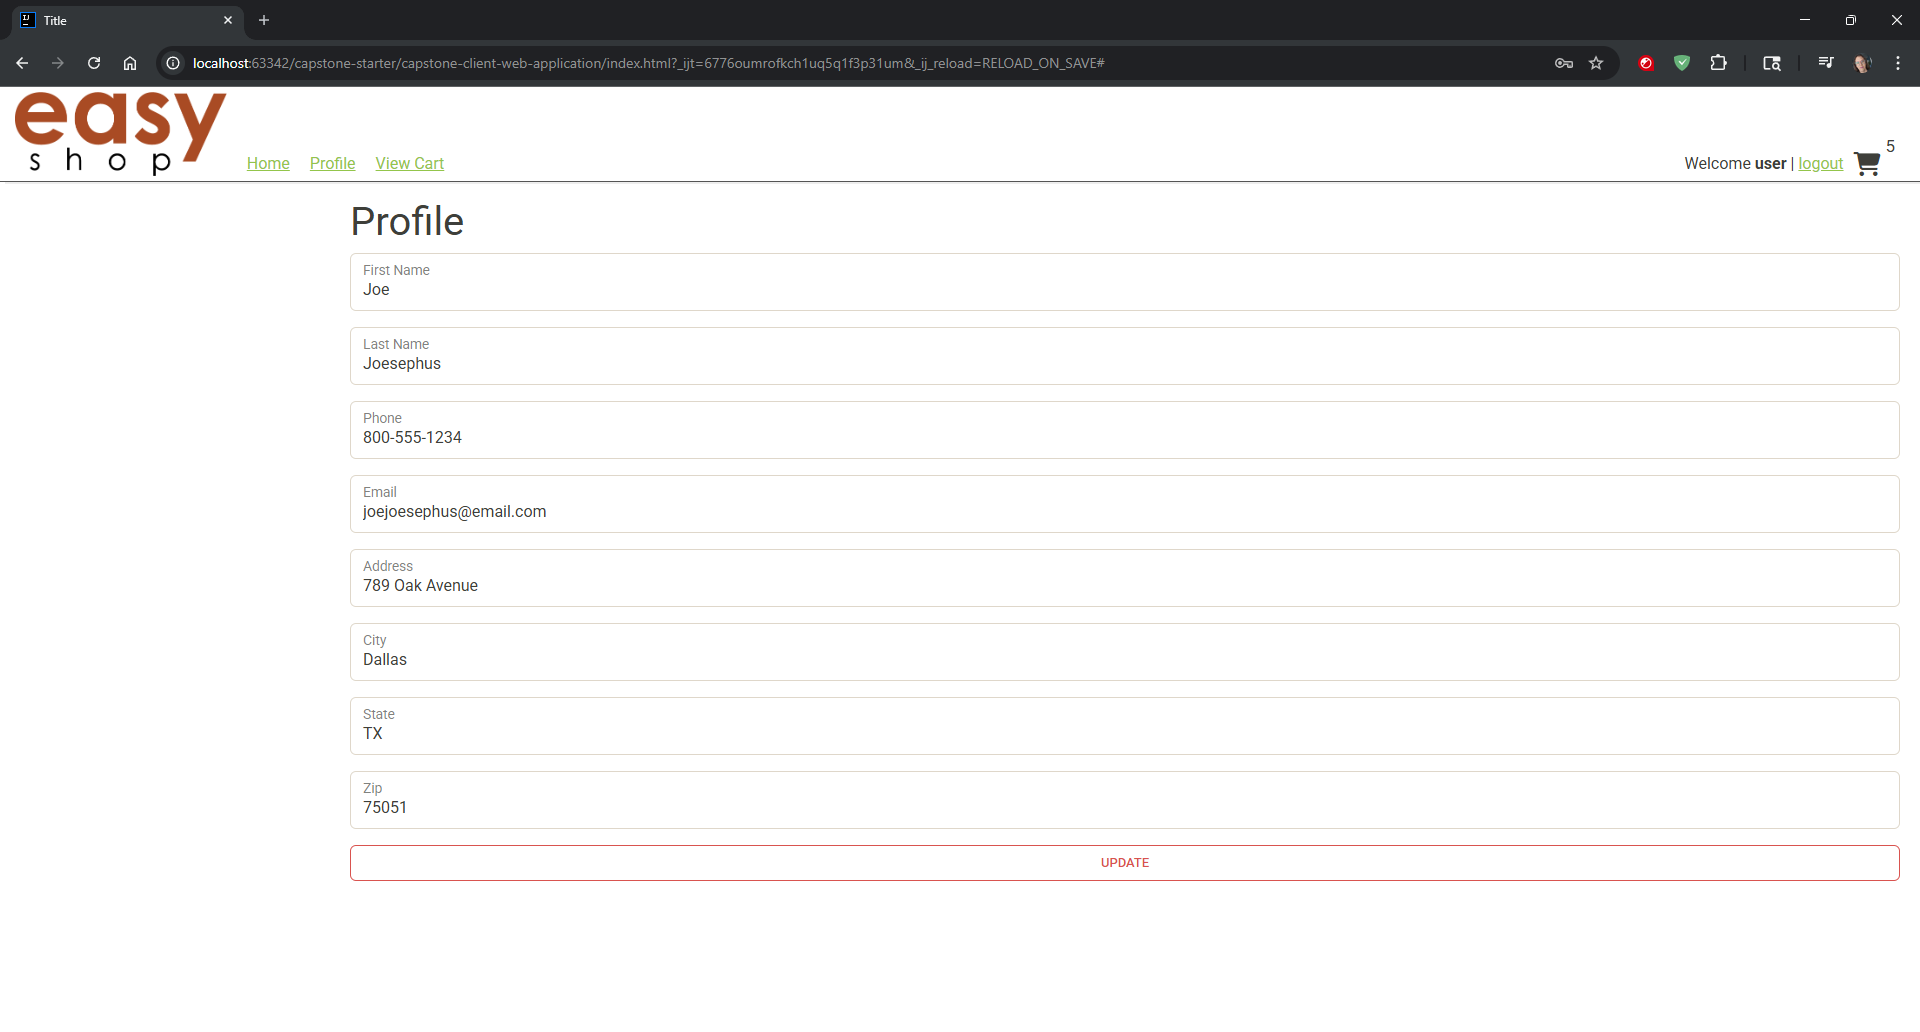 Title
localhost:63342/capstone-starter/capstone-client-web-application/index.html?_ijt=6776oumrofkch1uq5q1f3p31um&_ij_reload=RELOAD_ON_SAVE#
easy
shop
Home Profile View Cart
Welcome user | logout 5
Profile
First Name
Joe
Last Name
Joesephus
Phone
800-555-1234
Email
joejoesephus@email.com
Address
789 Oak Avenue
City
Dallas
State
TX
Zip
75051
UPDATE